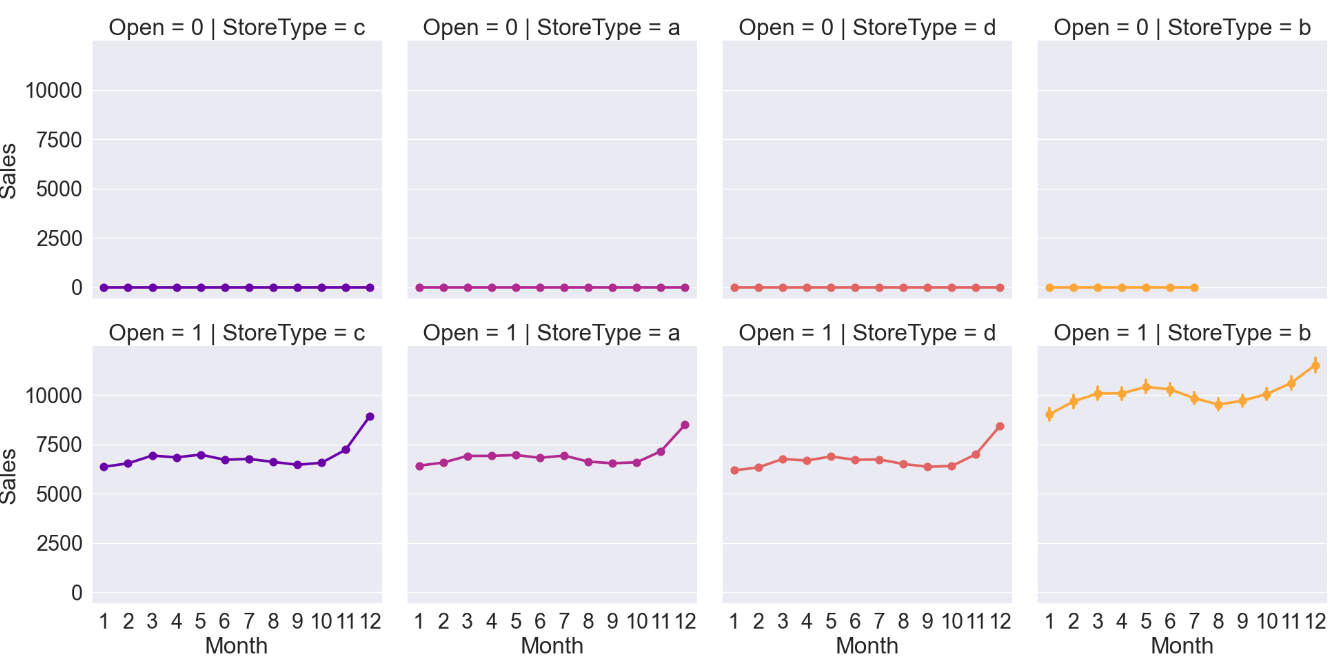 Open = 0 | StoreType = c
Open = 0 | StoreType = a
Open = 0 | StoreType = d
Open = 0 | StoreType = b
10000
7500
5000
2500
0
Sales
Open = 1 | StoreType = c
Open = 1 | StoreType = a
Open = 1 | StoreType = d
Open = 1 | StoreType = b
10000
7500
5000
2500
0
Sales
1 2 3 4 5 6 7 8 9 10 11 12
1 2 3 4 5 6 7 8 9 10 11 12
1 2 3 4 5 6 7 8 9 10 11 12
1 2 3 4 5 6 7 8 9 10 11 12
Month
Month
Month
Month